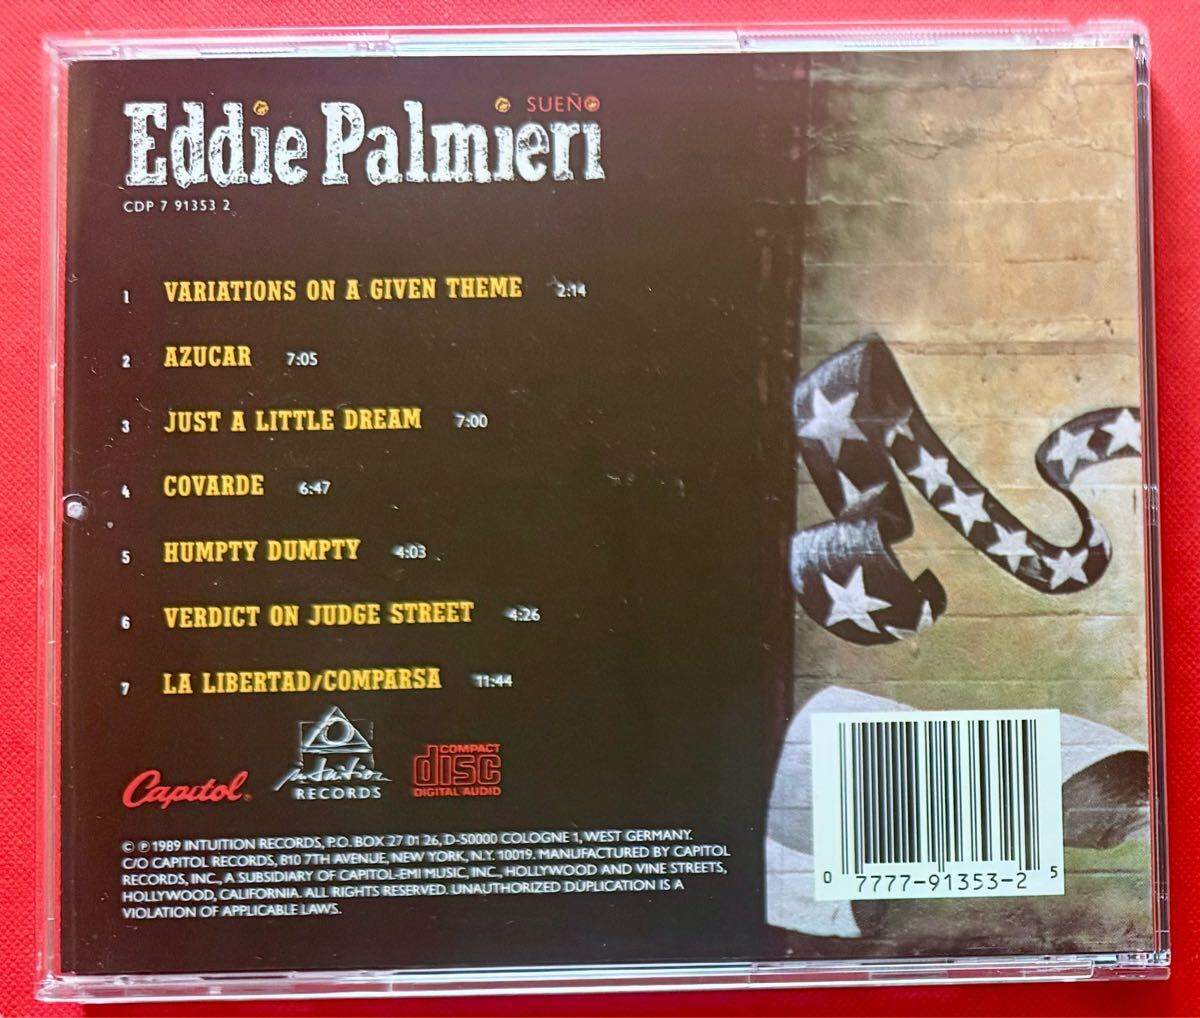 SUEÑO
Eddie Palmieri
CDP 7 91353 2
1 VARIATIONS ON A GIVEN THEME 2:14
2 AZUCAR 7:05
3 JUST A LITTLE DREAM 7:00
4 COVARDE 6:47
5 HUMPTY DUMPTY 4:03
6 VERDICT ON JUDGE STREET 4:26
7 LA LIBERTAD/COMPARSA 11:44
Capitol®
intuition
RECORDS
COMPACT
disc
DIGITAL AUDIO
© ℗ 1989 INTUITION RECORDS, P.O. BOX 27 01 26, D-50000 COLOGNE 1, WEST GERMANY.
C/O CAPITOL RECORDS, 810 7TH AVENUE, NEW YORK, N.Y. 10019. MANUFACTURED BY CAPITOL
RECORDS, INC., A SUBSIDIARY OF CAPITOL-EMI MUSIC, INC., HOLLYWOOD AND VINE STREETS,
HOLLYWOOD, CALIFORNIA. ALL RIGHTS RESERVED. UNAUTHORIZED DUPLICATION IS A
VIOLATION OF APPLICABLE LAWS.
0 7777-91353-2 5